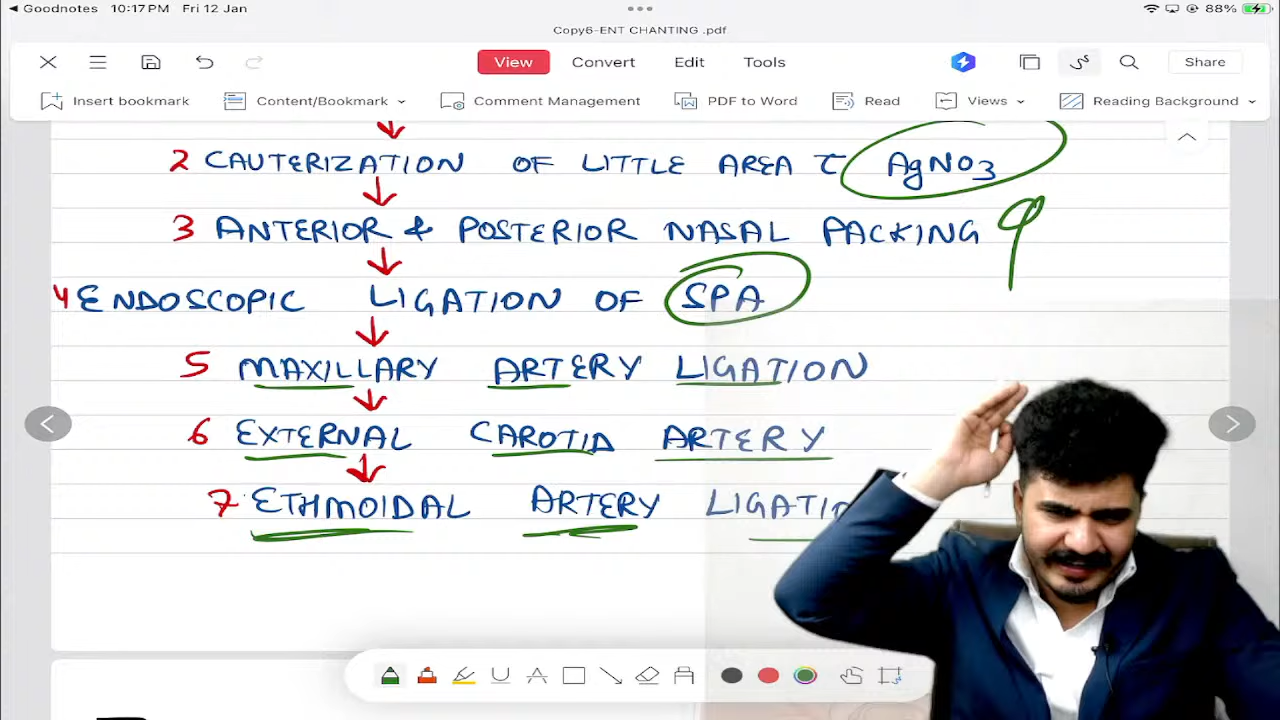 Goodnotes 10:17 PM Fri 12 Jan
88%
Copy6-ENT CHANTING .pdf
View Convert Edit Tools Share
Insert bookmark Content/Bookmark Comment Management PDF to Word Read Views Reading Background
2 CAUTERIZATION OF LITTLE AREA AgNO3
3 ANTERIOR & POSTERIOR NASAL PACKING
4 ENDOSCOPIC LIGATION OF SPA
5 MAXILLARY ARTERY LIGATION
6 EXTERNAL CAROTID ARTERY
7 ETHMOIDAL ARTERY LIGATIO